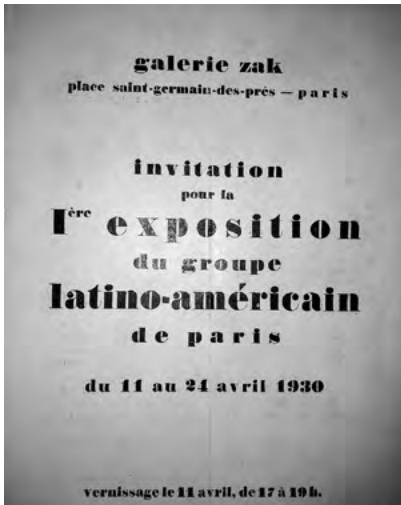 galerie zak
place saint-germain-des-prés — paris
invitation
pour la
1ère exposition
du groupe
latino-américain
de paris
du 11 au 24 avril 1930
vernissage le 11 avril, de 17 à 19 h.